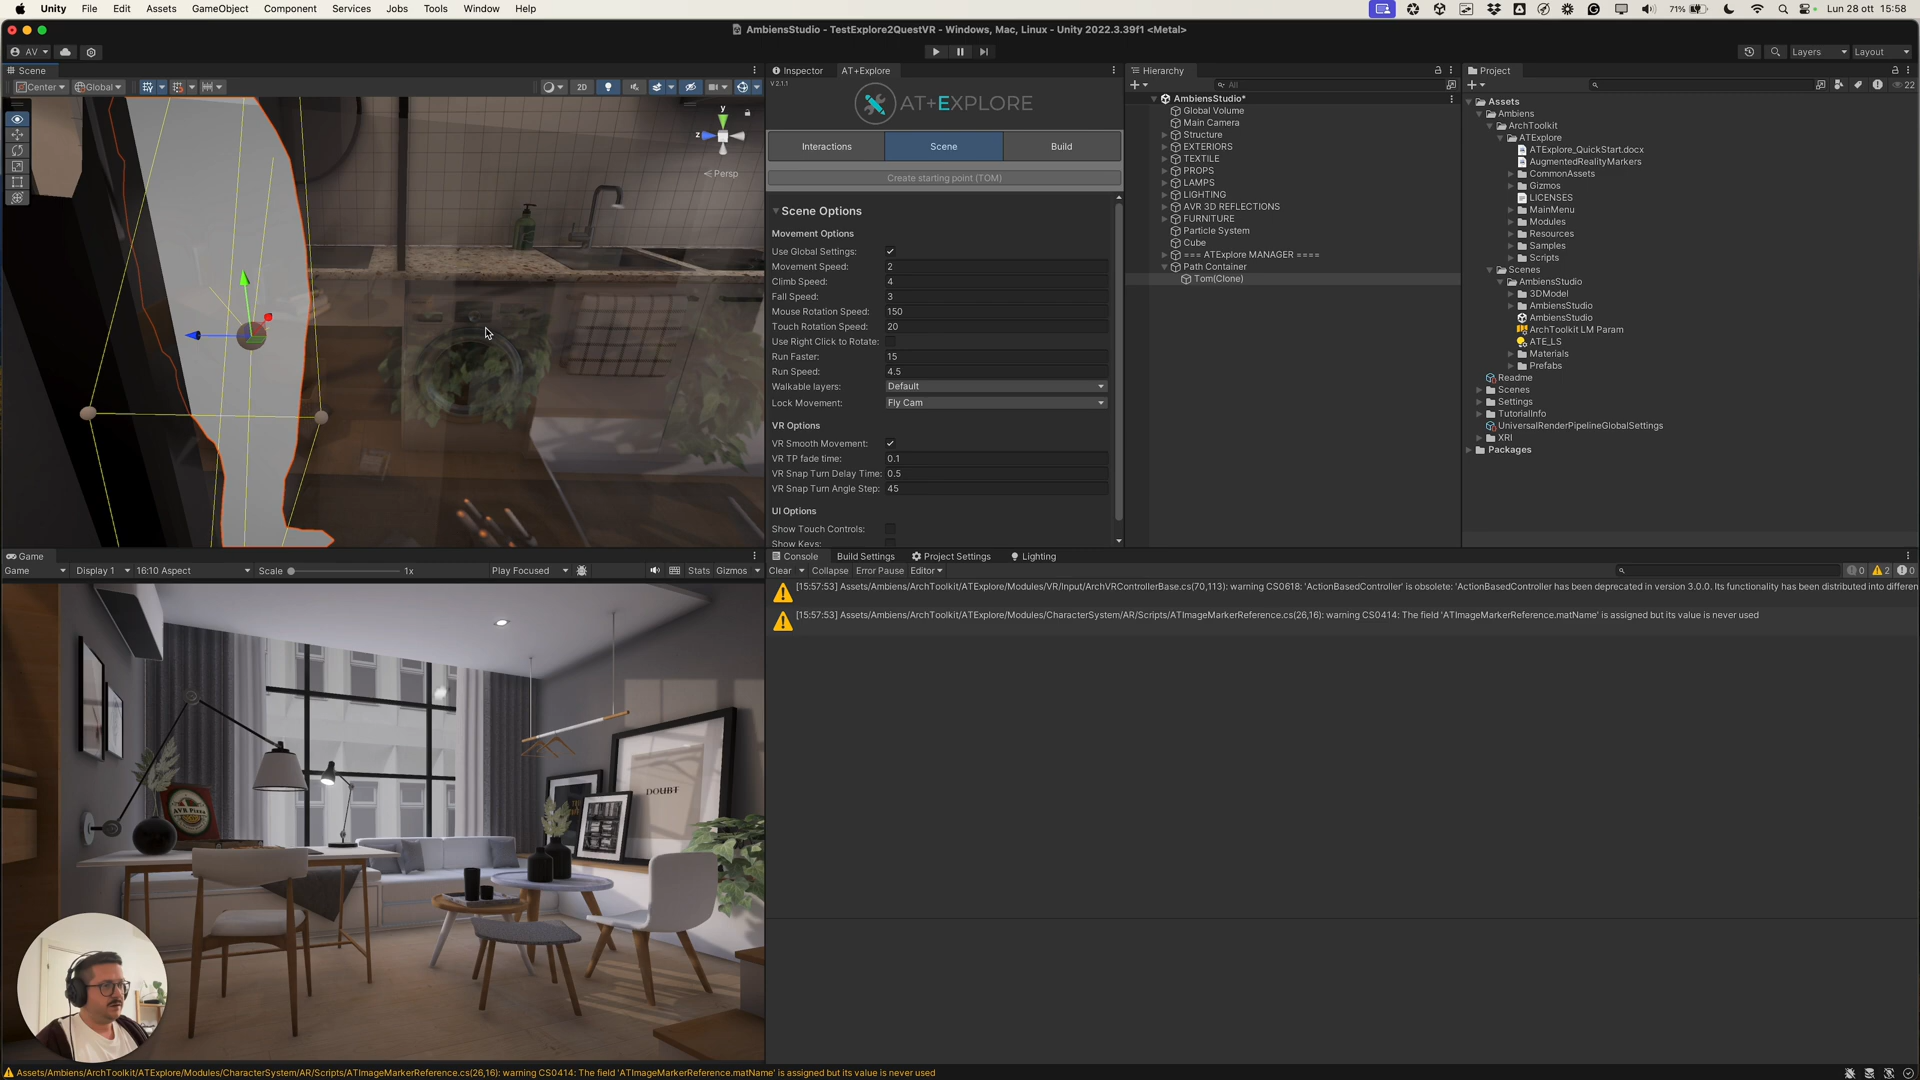 Unity File Edit Assets GameObject Component Services Jobs Tools Window Help 71% Lun 28 ott 15:58
AmbiensStudio - TestExplore2QuestVR - Windows, Mac, Linux - Unity 2022.3.39f1 <Metal>
AV Layers Layout
Scene
Center Global 2D
y
z
Persp
Inspector AT+Explore
V 2.1.1
AT+EXPLORE
Interactions Scene Build
Create starting point (TOM)
Scene Options
Movement Options
Use Global Settings:
Movement Speed: 2
Climb Speed: 4
Fall Speed: 3
Mouse Rotation Speed: 150
Touch Rotation Speed: 20
Use Right Click to Rotate:
Run Faster: 15
Run Speed: 4.5
Walkable layers: Default
Lock Movement: Fly Cam
VR Options
VR Smooth Movement:
VR TP fade time: 0.1
VR Snap Turn Delay Time: 0.5
VR Snap Turn Angle Step: 45
UI Options
Show Touch Controls:
Show Keys:
Hierarchy
All
AmbiensStudio*
Global Volume
Main Camera
Structure
EXTERIORS
TEXTILE
PROPS
LAMPS
LIGHTING
AVR 3D REFLECTIONS
FURNITURE
Particle System
Cube
=== ATExplore MANAGER ====
Path Container
Tom(Clone)
Project
22
Assets
Ambiens
ArchToolkit
ATExplore
ATExplore_QuickStart.docx
AugmentedRealityMarkers
CommonAssets
Gizmos
LICENSES
MainMenu
Modules
Resources
Samples
Scripts
Scenes
AmbiensStudio
3DModel
AmbiensStudio
AmbiensStudio
ArchToolkit LM Param
ATE_LS
Materials
Prefabs
Readme
Scenes
Settings
TutorialInfo
UniversalRenderPipelineGlobalSettings
XRI
Packages
Game
Game Display 1 16:10 Aspect Scale 1x Play Focused Stats Gizmos
AVR Pizza
DOUBT
Console Build Settings Project Settings Lighting
Clear Collapse Error Pause Editor 0 2 0
[15:57:53] Assets/Ambiens/ArchToolkit/ATExplore/Modules/VR/Input/ArchVRControllerBase.cs(70,113): warning CS0618: 'ActionBasedController' is obsolete: 'ActionBasedController has been deprecated in version 3.0.0. Its functionality has been distributed into differen
[15:57:53] Assets/Ambiens/ArchToolkit/ATExplore/Modules/CharacterSystem/AR/Scripts/ATImageMarkerReference.cs(26,16): warning CS0414: The field 'ATImageMarkerReference.matName' is assigned but its value is never used
Assets/Ambiens/ArchToolkit/ATExplore/Modules/CharacterSystem/AR/Scripts/ATImageMarkerReference.cs(26,16): warning CS0414: The field 'ATImageMarkerReference.matName' is assigned but its value is never used